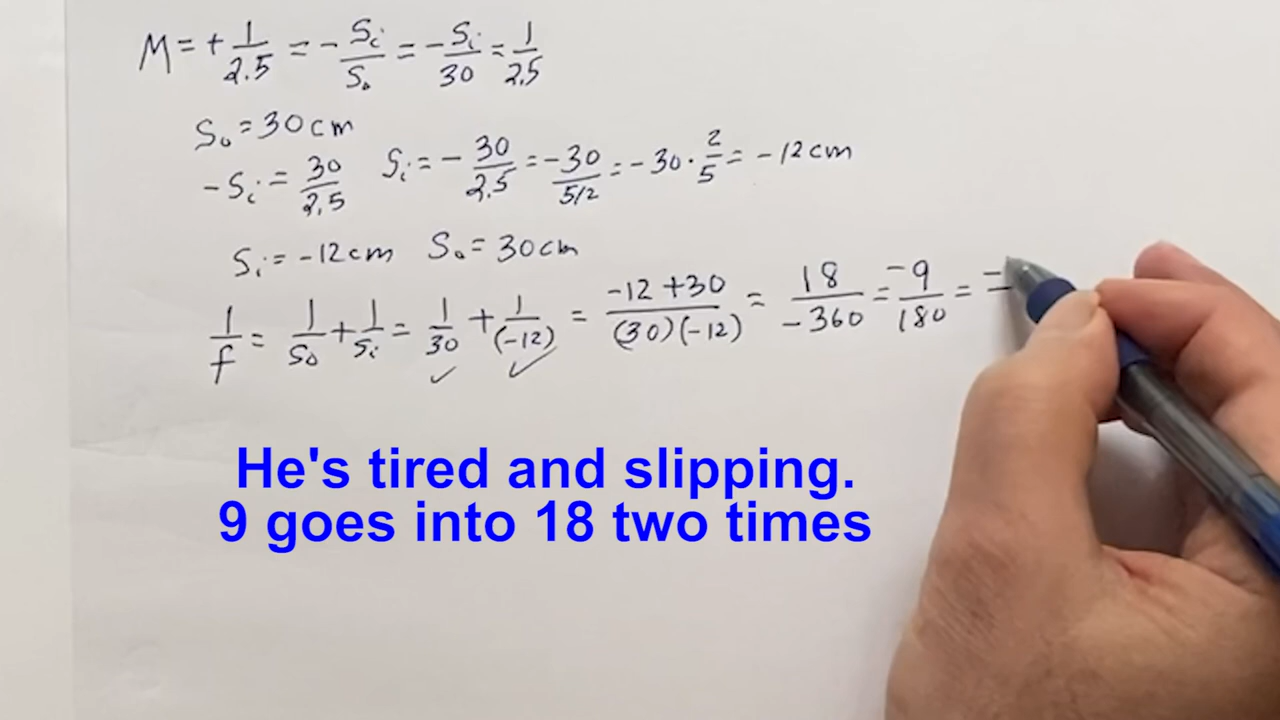 M = + 1/2.5 = - Si/So = - Si/30 = 1/2.5
So = 30 cm
- Si = 30/2.5 Si = - 30/2.5 = - 30/5/2 = - 30 · 2/5 = - 12 cm
Si = - 12 cm So = 30 cm
1/f = 1/So + 1/Si = 1/30 + 1/(-12) = -12 + 30/(30)(-12) = 18/-360 = -9/180 = -
He's tired and slipping.
9 goes into 18 two times